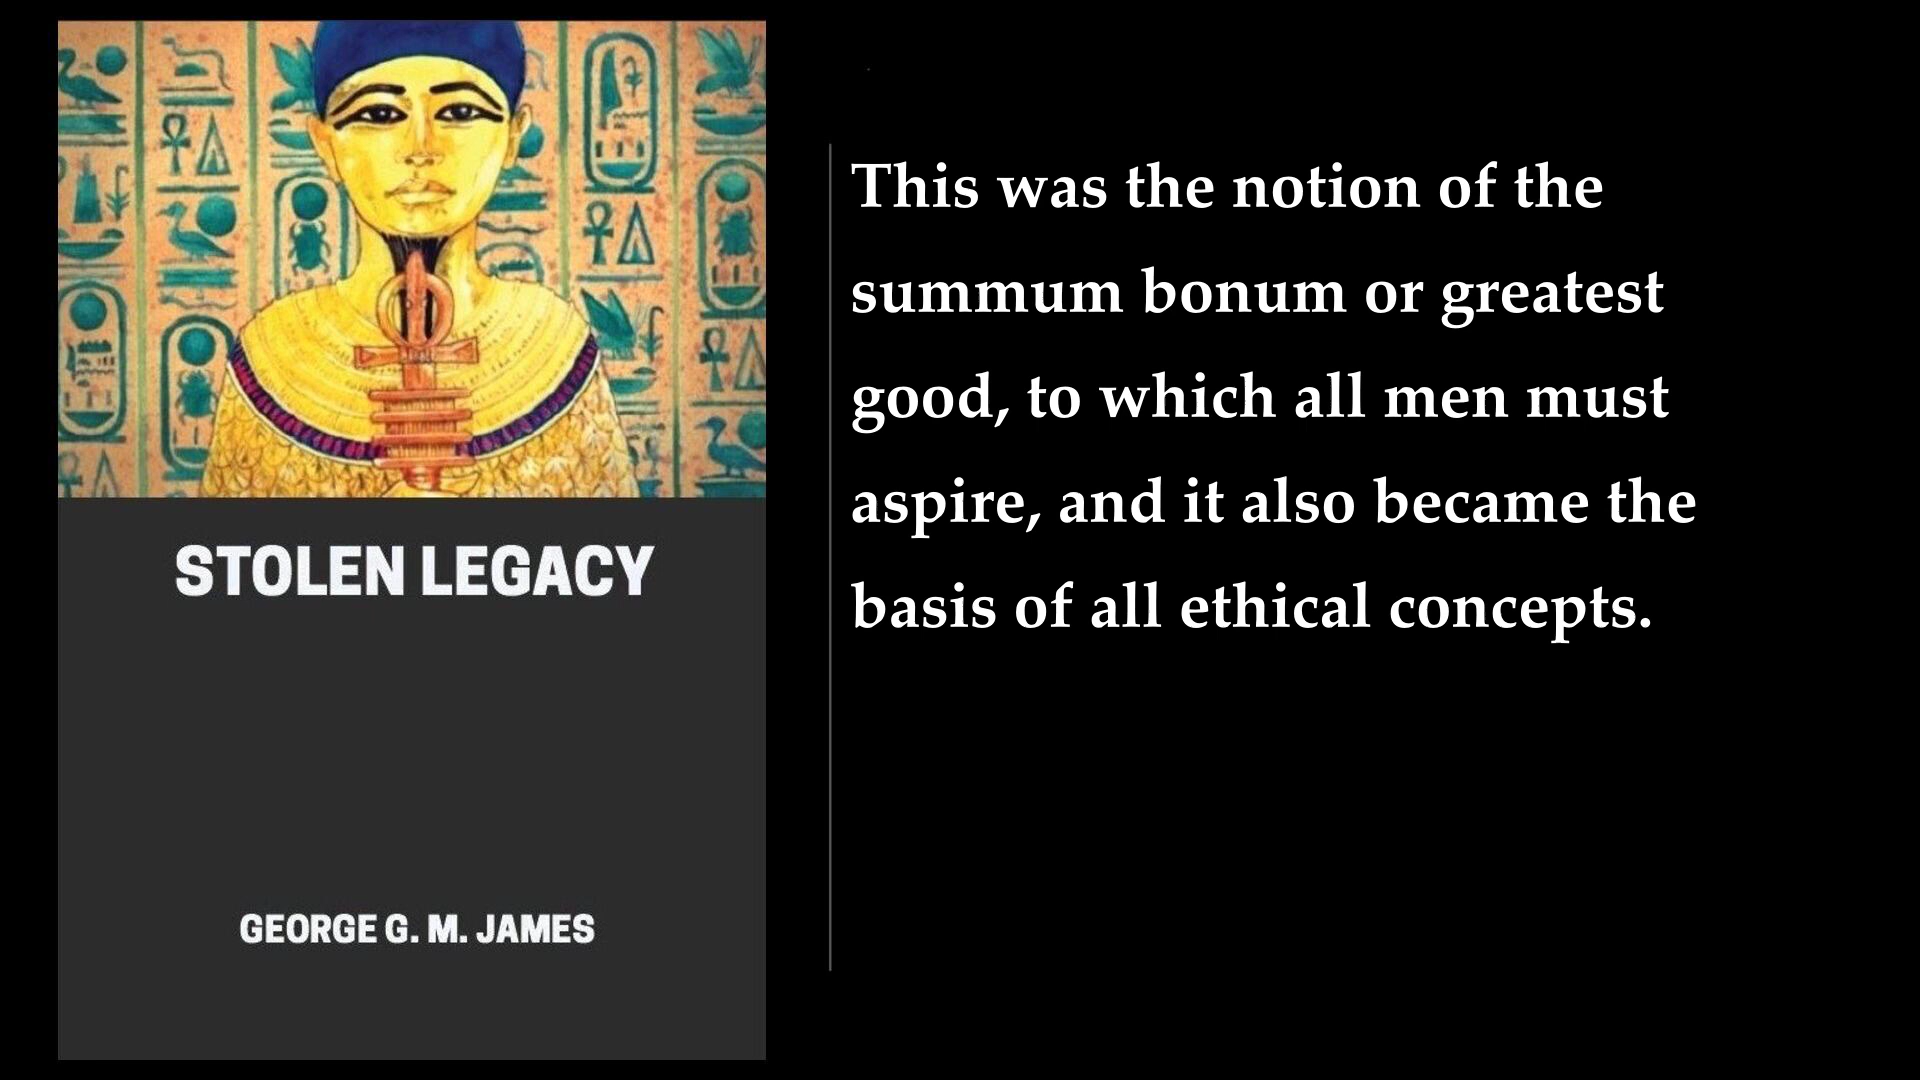 STOLEN LEGACY
GEORGE G. M. JAMES
This was the notion of the
summum bonum or greatest
good, to which all men must
aspire, and it also became the
basis of all ethical concepts.